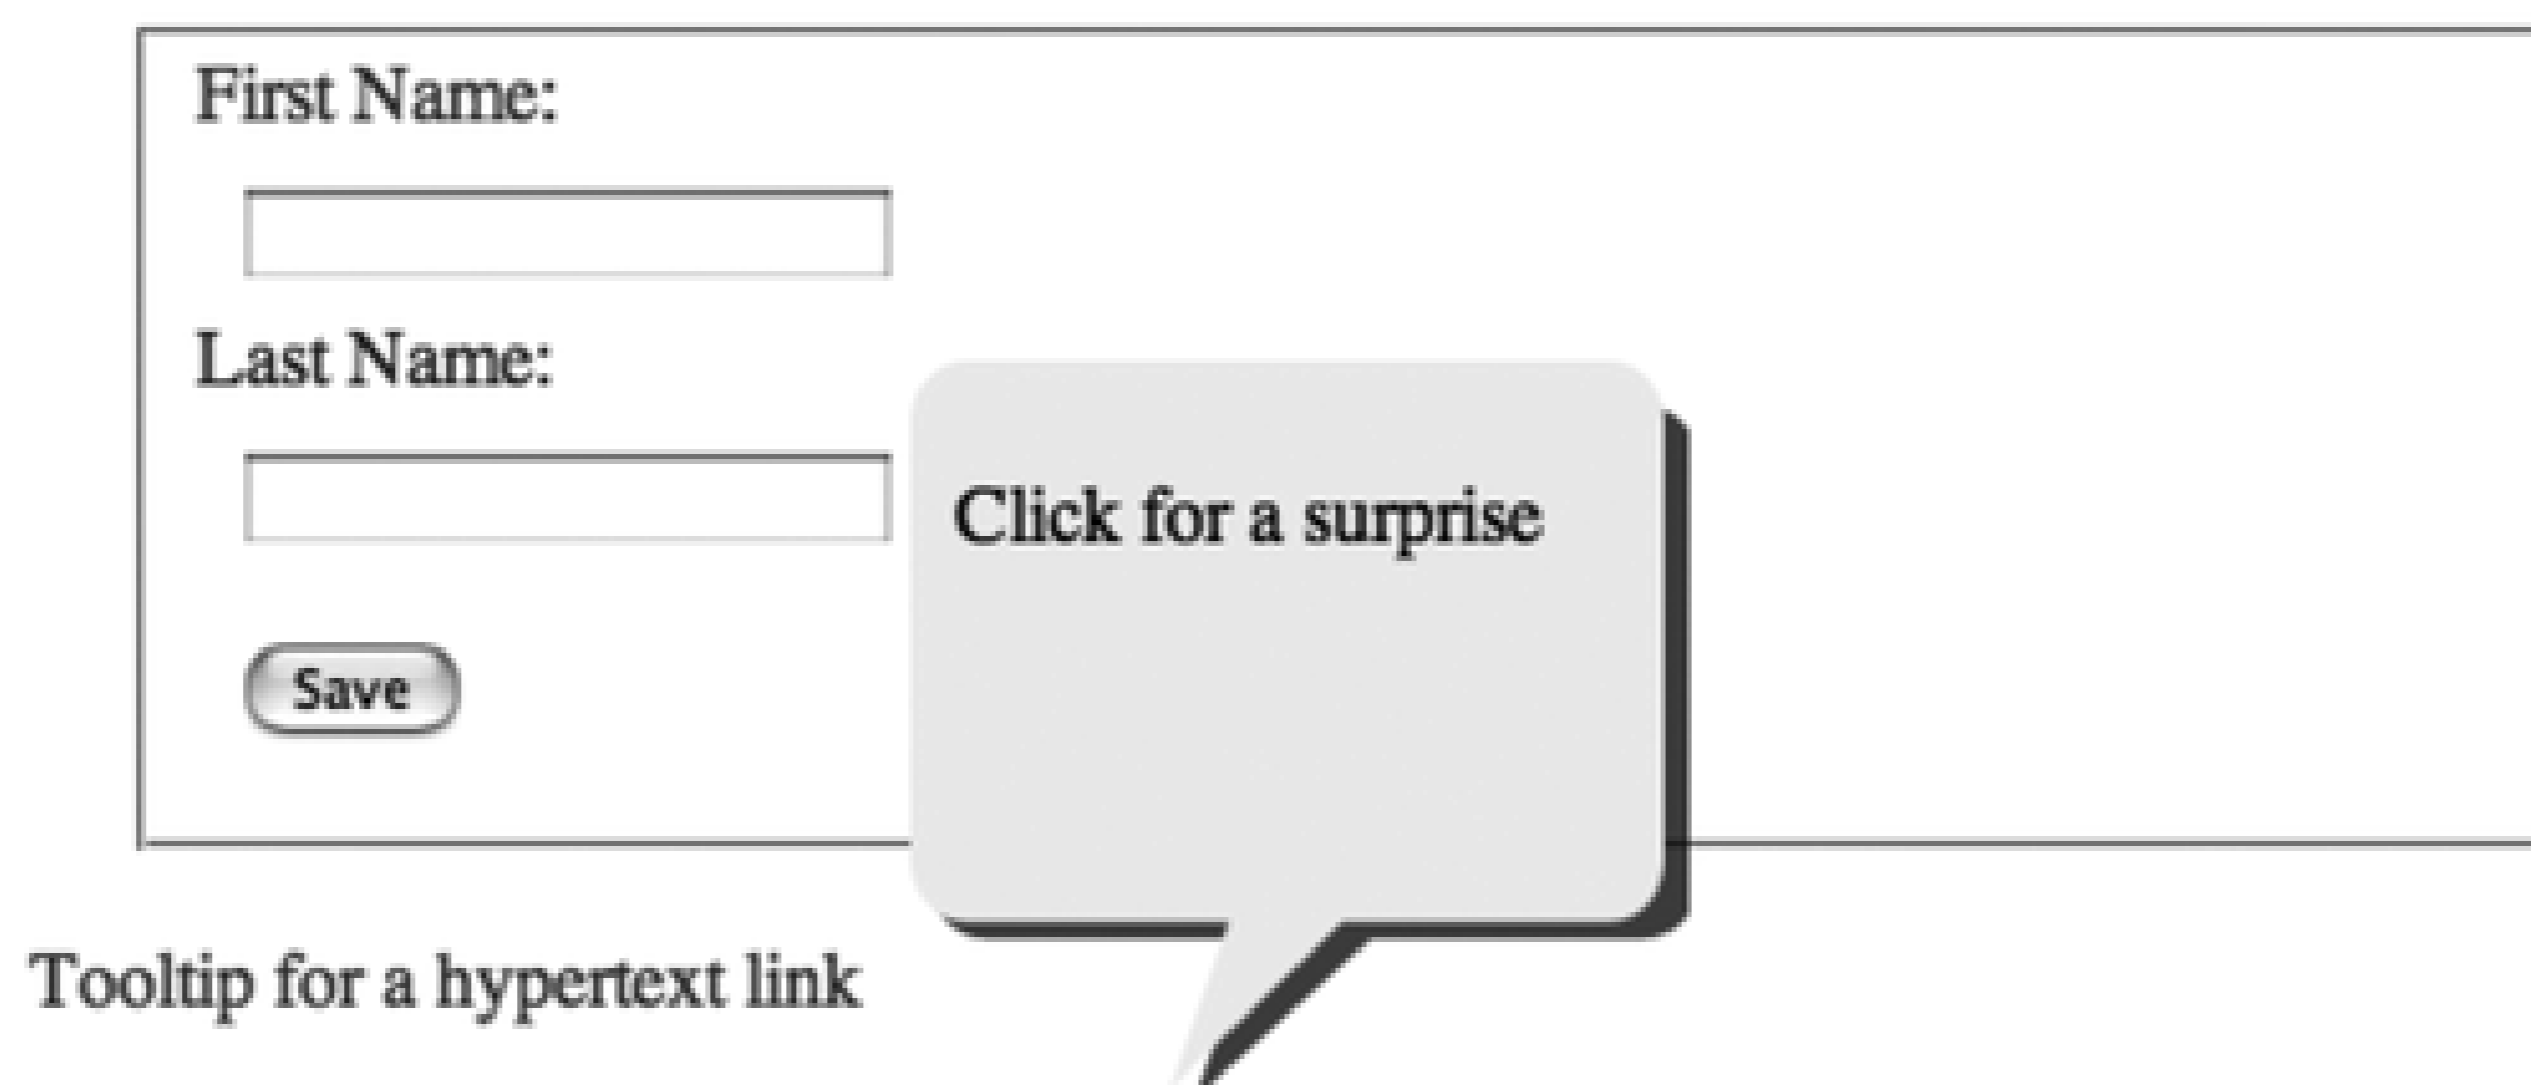 First Name:
Last Name:
Click for a surprise
Save
Tooltip for a hypertext link